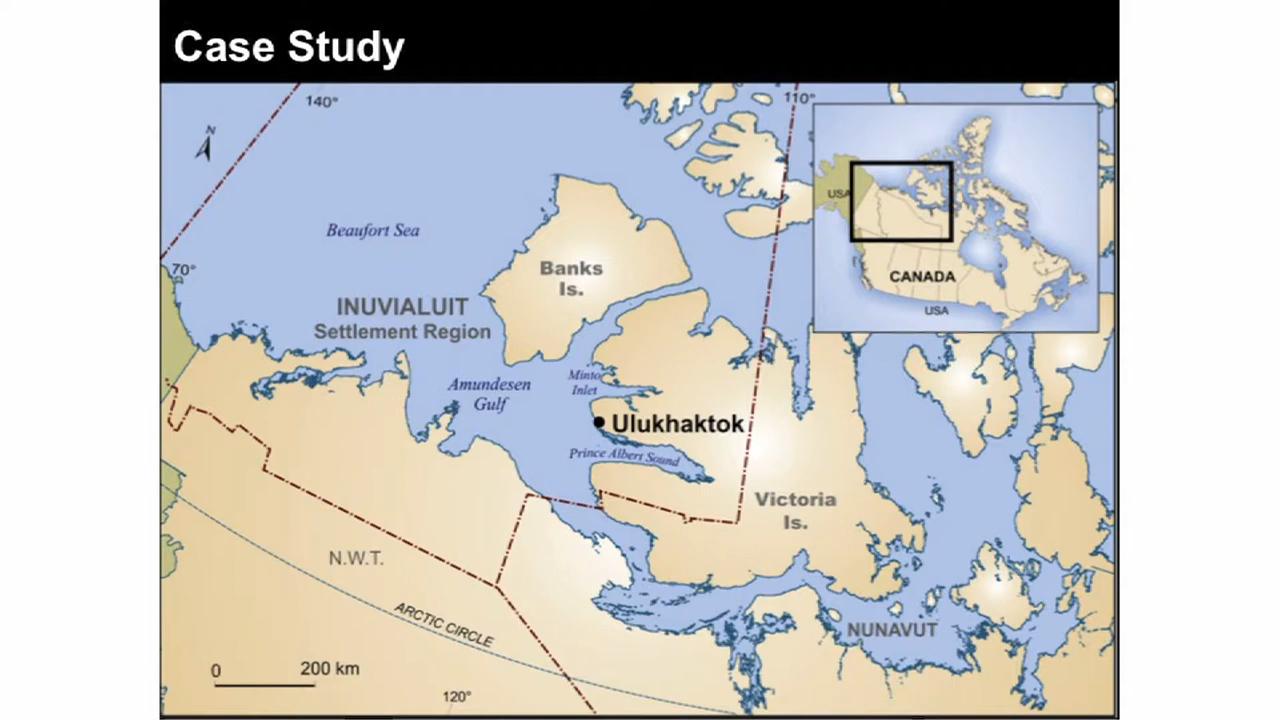 Case Study
140°
110°
N
USA
CANADA
USA
Beaufort Sea
70°
Banks
Is.
INUVIALUIT
Settlement Region
Amundesen
Gulf
Minto
Inlet
Ulukhaktok
Prince Albert Sound
Victoria
Is.
N.W.T.
ARCTIC CIRCLE
NUNAVUT
0
200 km
120°